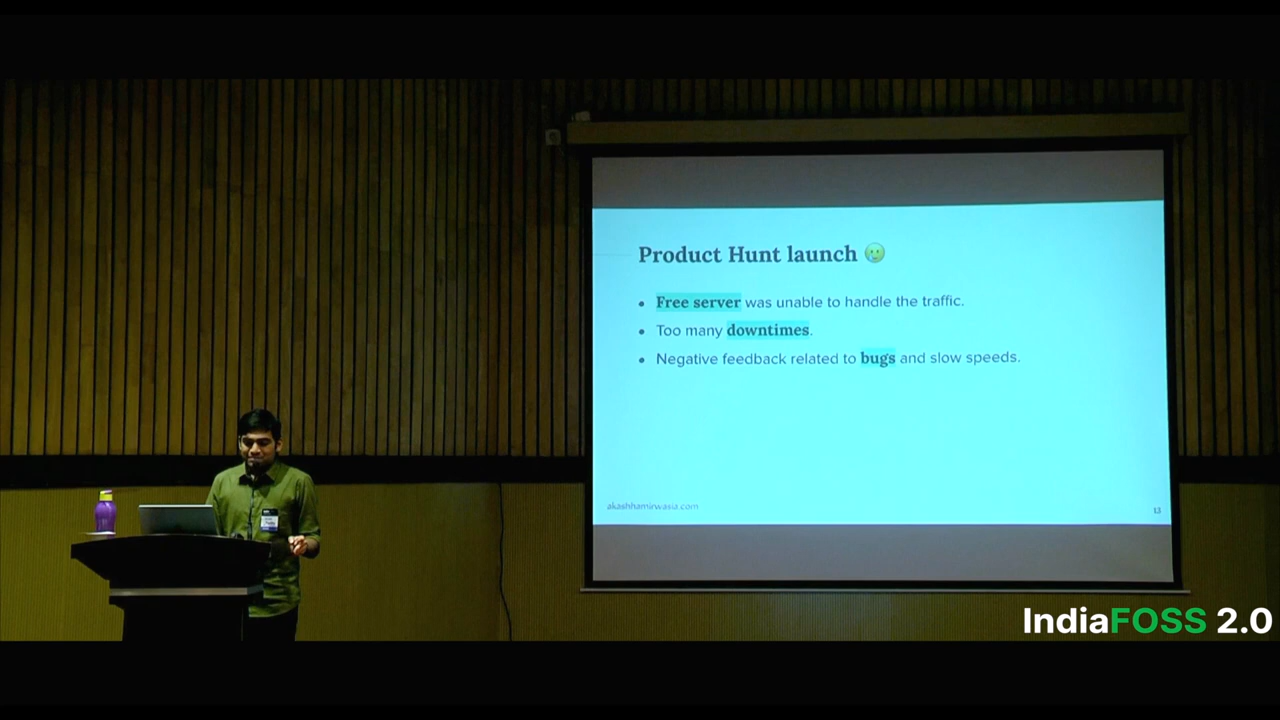 Product Hunt launch 🥲
• Free server was unable to handle the traffic.
• Too many downtimes.
• Negative feedback related to bugs and slow speeds.
akashhamirwasia.com
13
IndiaFOSS 2.0